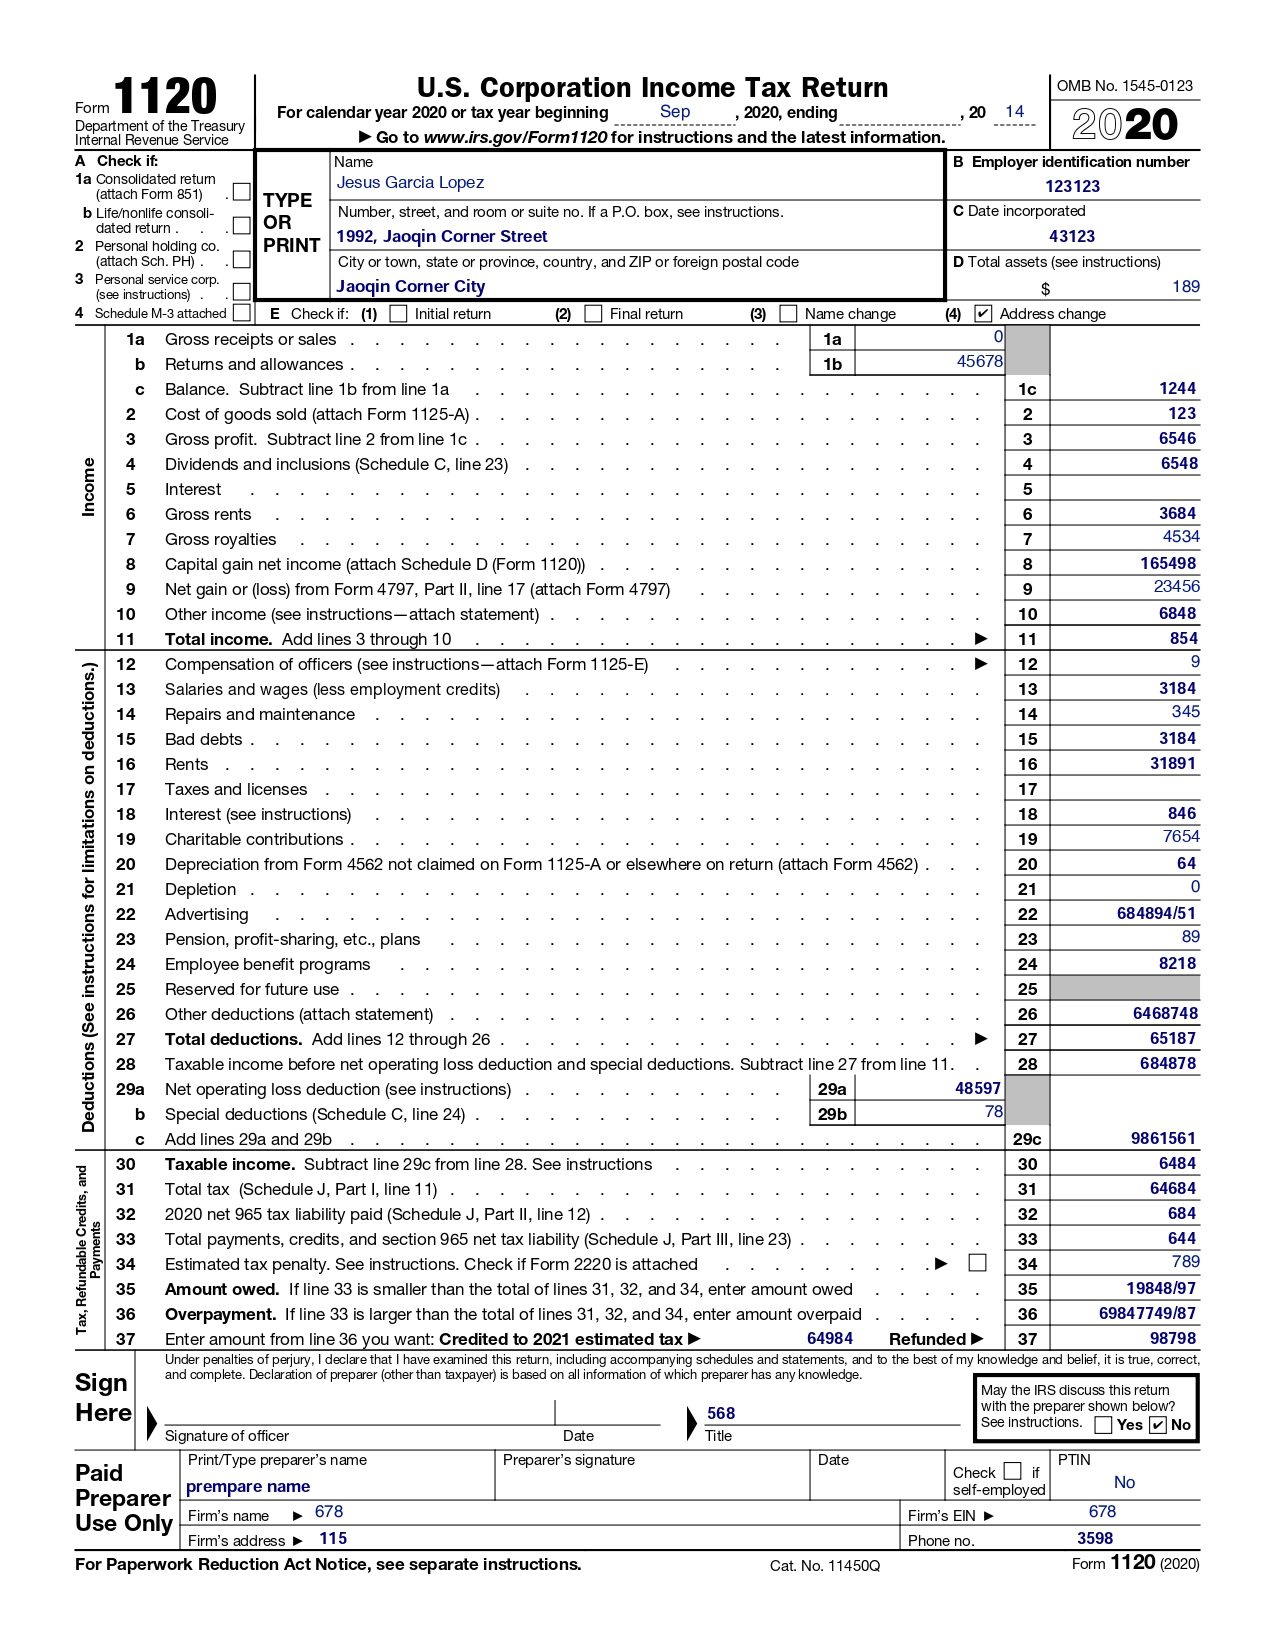 Form 1120
Department of the Treasury
Internal Revenue Service
U.S. Corporation Income Tax Return
For calendar year 2020 or tax year beginning Sep , 2020, ending , 20 14
▶ Go to www.irs.gov/Form1120 for instructions and the latest information.
OMB No. 1545-0123
2020
A Check if:
1a Consolidated return
(attach Form 851) .
b Life/nonlife consoli-
dated return . . .
2 Personal holding co.
(attach Sch. PH) . .
3 Personal service corp.
(see instructions) . .
4 Schedule M-3 attached
TYPE
OR
PRINT
Name
Jesus Garcia Lopez
Number, street, and room or suite no. If a P.O. box, see instructions.
1992, Jaoqin Corner Street
City or town, state or province, country, and ZIP or foreign postal code
Jaoqin Corner City
B Employer identification number
123123
C Date incorporated
43123
D Total assets (see instructions)
$ 189
E Check if: (1) Initial return (2) Final return (3) Name change (4) ✔ Address change
Income
1a Gross receipts or sales 1a 0
b Returns and allowances 1b 45678
c Balance. Subtract line 1b from line 1a 1c 1244
2 Cost of goods sold (attach Form 1125-A) 2 123
3 Gross profit. Subtract line 2 from line 1c 3 6546
4 Dividends and inclusions (Schedule C, line 23) 4 6548
5 Interest 5
6 Gross rents 6 3684
7 Gross royalties 7 4534
8 Capital gain net income (attach Schedule D (Form 1120)) 8 165498
9 Net gain or (loss) from Form 4797, Part II, line 17 (attach Form 4797) 9 23456
10 Other income (see instructions—attach statement) 10 6848
11 Total income. Add lines 3 through 10 ▶ 11 854
Deductions (See instructions for limitations on deductions.)
12 Compensation of officers (see instructions—attach Form 1125-E) ▶ 12 9
13 Salaries and wages (less employment credits) 13 3184
14 Repairs and maintenance 14 345
15 Bad debts 15 3184
16 Rents 16 31891
17 Taxes and licenses 17
18 Interest (see instructions) 18 846
19 Charitable contributions 19 7654
20 Depreciation from Form 4562 not claimed on Form 1125-A or elsewhere on return (attach Form 4562) 20 64
21 Depletion 21 0
22 Advertising 22 684894/51
23 Pension, profit-sharing, etc., plans 23 89
24 Employee benefit programs 24 8218
25 Reserved for future use 25
26 Other deductions (attach statement) 26 6468748
27 Total deductions. Add lines 12 through 26 ▶ 27 65187
28 Taxable income before net operating loss deduction and special deductions. Subtract line 27 from line 11 28 684878
29a Net operating loss deduction (see instructions) 29a 48597
b Special deductions (Schedule C, line 24) 29b 78
c Add lines 29a and 29b 29c 9861561
Tax, Refundable Credits, and
Payments
30 Taxable income. Subtract line 29c from line 28. See instructions 30 6484
31 Total tax (Schedule J, Part I, line 11) 31 64684
32 2020 net 965 tax liability paid (Schedule J, Part II, line 12) 32 684
33 Total payments, credits, and section 965 net tax liability (Schedule J, Part III, line 23) 33 644
34 Estimated tax penalty. See instructions. Check if Form 2220 is attached ▶ 34 789
35 Amount owed. If line 33 is smaller than the total of lines 31, 32, and 34, enter amount owed 35 19848/97
36 Overpayment. If line 33 is larger than the total of lines 31, 32, and 34, enter amount overpaid 36 69847749/87
37 Enter amount from line 36 you want: Credited to 2021 estimated tax ▶ 64984 Refunded ▶ 37 98798
Sign
Here
Under penalties of perjury, I declare that I have examined this return, including accompanying schedules and statements, and to the best of my knowledge and belief, it is true, correct,
and complete. Declaration of preparer (other than taxpayer) is based on all information of which preparer has any knowledge.
568
Signature of officer Date Title
May the IRS discuss this return
with the preparer shown below?
See instructions. Yes ✔ No
Paid
Preparer
Use Only
Print/Type preparer's name
prempare name
Preparer's signature
Date
Check if
self-employed
PTIN
No
Firm's name ▶ 678
Firm's EIN ▶ 678
Firm's address ▶ 115
Phone no. 3598
For Paperwork Reduction Act Notice, see separate instructions. Cat. No. 11450Q Form 1120 (2020)